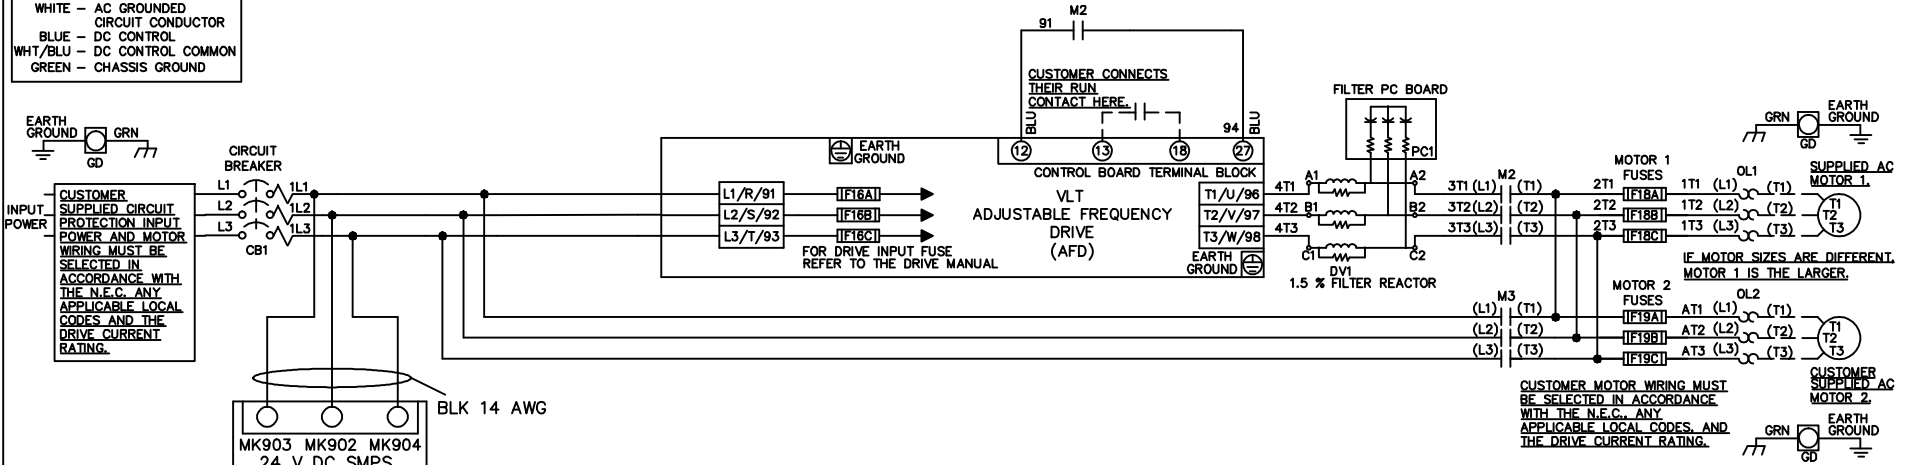 WHITE – AC GROUNDED
CIRCUIT CONDUCTOR
BLUE – DC CONTROL
WHT/BLU – DC CONTROL COMMON
GREEN – CHASSIS GROUND
EARTH
GROUND
GRN
GD
INPUT
POWER
CUSTOMER
SUPPLIED CIRCUIT
PROTECTION INPUT
POWER AND MOTOR
WIRING MUST BE
SELECTED IN
ACCORDANCE WITH
THE N.E.C. ANY
APPLICABLE LOCAL
CODES AND THE
DRIVE CURRENT
RATING.
CIRCUIT
BREAKER
L1 1L1
L2 1L2
L3 1L3
CB1
BLK 14 AWG
MK903 MK902 MK904
24 V DC SMPS
M2
91
CUSTOMER CONNECTS
THEIR RUN
CONTACT HERE.
BLU
94
BLU
12 13 18 27
CONTROL BOARD TERMINAL BLOCK
EARTH
GROUND
L1/R/91 F16A
L2/S/92 F16B
L3/T/93 F16C
FOR DRIVE INPUT FUSE
REFER TO THE DRIVE MANUAL
VLT
ADJUSTABLE FREQUENCY
DRIVE
(AFD)
T1/U/96
T2/V/97
T3/W/98
EARTH
GROUND
FILTER PC BOARD
PC1
4T1 A1 A2
4T2 B1 B2
4T3 C1 C2
DV1
1.5 % FILTER REACTOR
M2
3T1 (L1) (T1)
3T2(L2) (T2)
3T3(L3) (T3)
MOTOR 1
FUSES
2T1 F18A 1T1 (L1) (T1)
2T2 F18B 1T2 (L2) (T2)
2T3 F18C 1T3 (L3) (T3)
OL1
GRN
EARTH
GROUND
GD
SUPPLIED AC
MOTOR 1.
T1
T2
T3
IF MOTOR SIZES ARE DIFFERENT,
MOTOR 1 IS THE LARGER.
M3
(L1) (T1)
(L2) (T2)
(L3) (T3)
MOTOR 2
FUSES
F19A AT1 (L1) (T1)
F19B AT2 (L2) (T2)
F19C AT3 (L3) (T3)
OL2
T1
T2
T3
CUSTOMER
SUPPLIED AC
MOTOR 2.
CUSTOMER MOTOR WIRING MUST
BE SELECTED IN ACCORDANCE
WITH THE N.E.C., ANY
APPLICABLE LOCAL CODES, AND
THE DRIVE CURRENT RATING.
GRN
EARTH
GROUND
GD